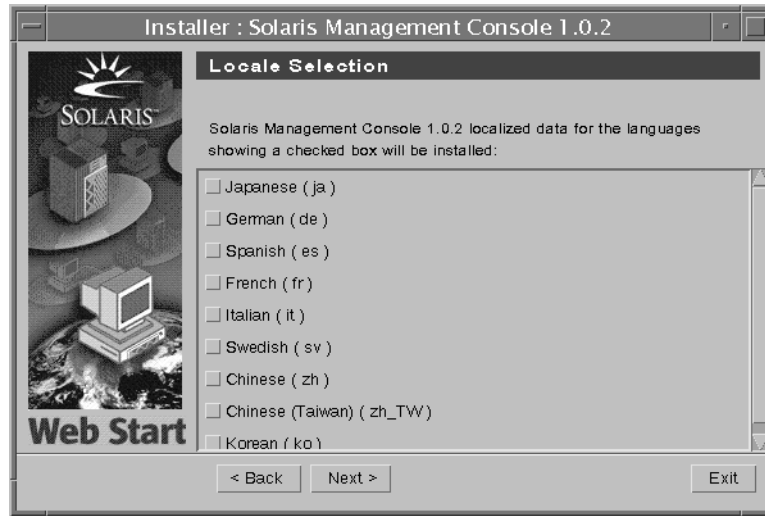 Installer : Solaris Management Console 1.0.2
SOLARIS
Web Start
Locale Selection
Solaris Management Console 1.0.2 localized data for the languages
showing a checked box will be installed:
Japanese ( ja )
German ( de )
Spanish ( es )
French ( fr )
Italian ( it )
Swedish ( sv )
Chinese ( zh )
Chinese (Taiwan) ( zh_TW )
Korean ( ko )
< Back
Next >
Exit